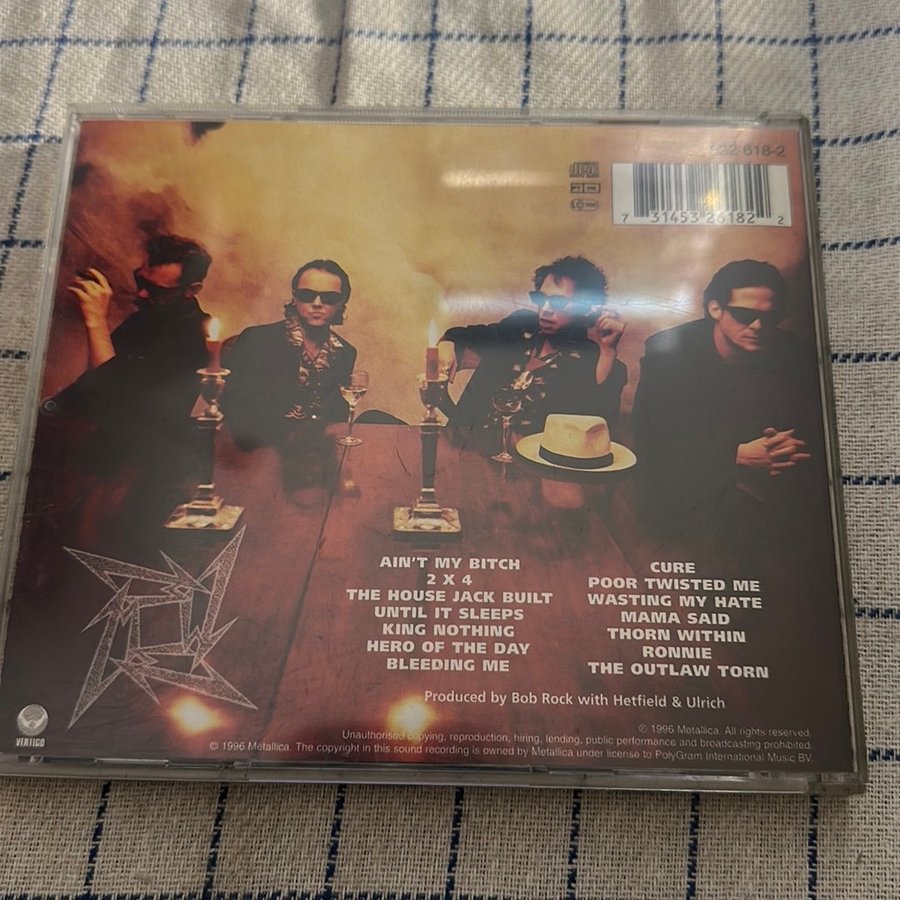 532 618-2
7 31453 26182 2
AIN'T MY BITCH
2 X 4
THE HOUSE JACK BUILT
UNTIL IT SLEEPS
KING NOTHING
HERO OF THE DAY
BLEEDING ME
CURE
POOR TWISTED ME
WASTING MY HATE
MAMA SAID
THORN WITHIN
RONNIE
THE OUTLAW TORN
Produced by Bob Rock with Hetfield & Ulrich
VERTIGO
© 1996 Metallica. All rights reserved.
Unauthorised copying, reproduction, hiring, lending, public performance and broadcasting prohibited.
© 1996 Metallica. The copyright in this sound recording is owned by Metallica under license to PolyGram International Music BV.